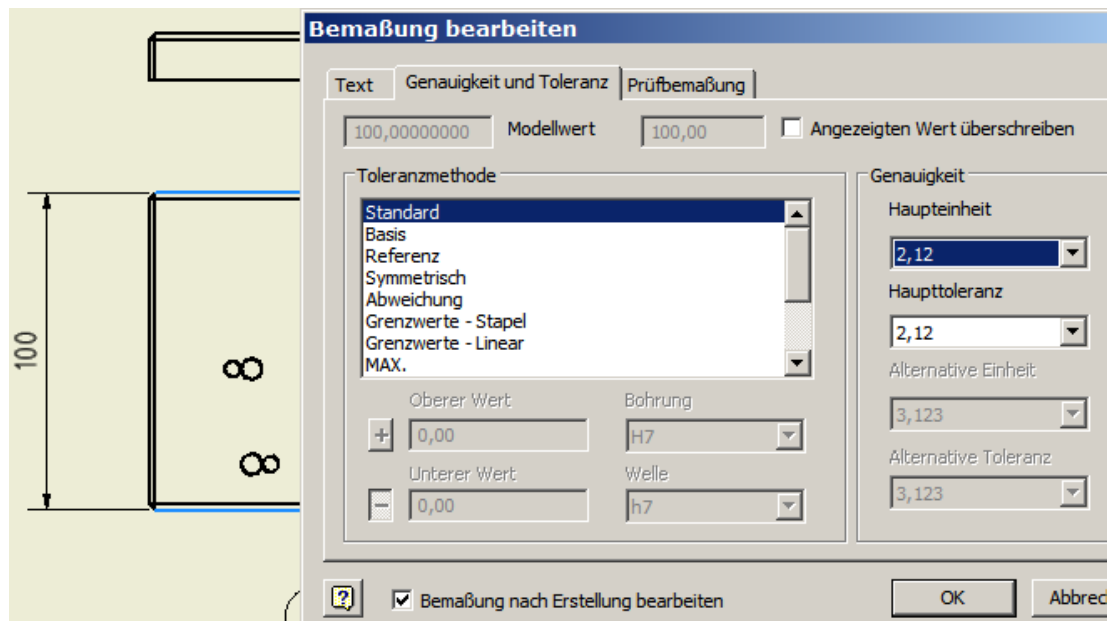 Bemaßung bearbeiten
Text
Genauigkeit und Toleranz
Prüfbemaßung
100,00000000
Modellwert
100,00
Angezigten Wert überschreiben
Toleranzmethode
Standard
Basis
Referenz
Symmetrisch
Abweichung
Grenzwerte - Stapel
Grenzwerte - Linear
MAX.
Oberer Wert
Bohrung
+
0,00
H7
Unterer Wert
Welle
-
0,00
h7
Genauigkeit
Haupteinheit
2,12
Haupttoleranz
2,12
Alternative Einheit
3,123
Alternative Toleranz
3,123
?
Bemaßung nach Erstellung bearbeiten
OK
Abbrec
100